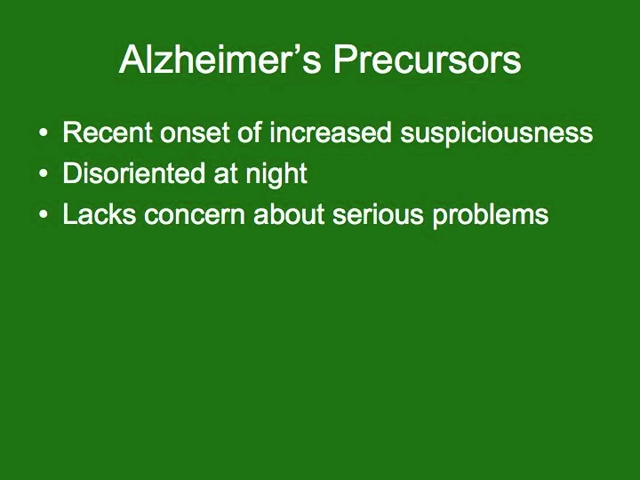 Alzheimer’s Precursors
• Recent onset of increased suspiciousness
• Disoriented at night
• Lacks concern about serious problems